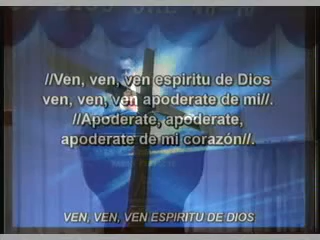 //Ven, ven, ven espiritu de Dios
ven, ven, ven apoderate de mi//.
//Apoderate, apoderate,
apoderate de mi corazón//.
VEN, VEN, VEN ESPIRITU DE DIOS